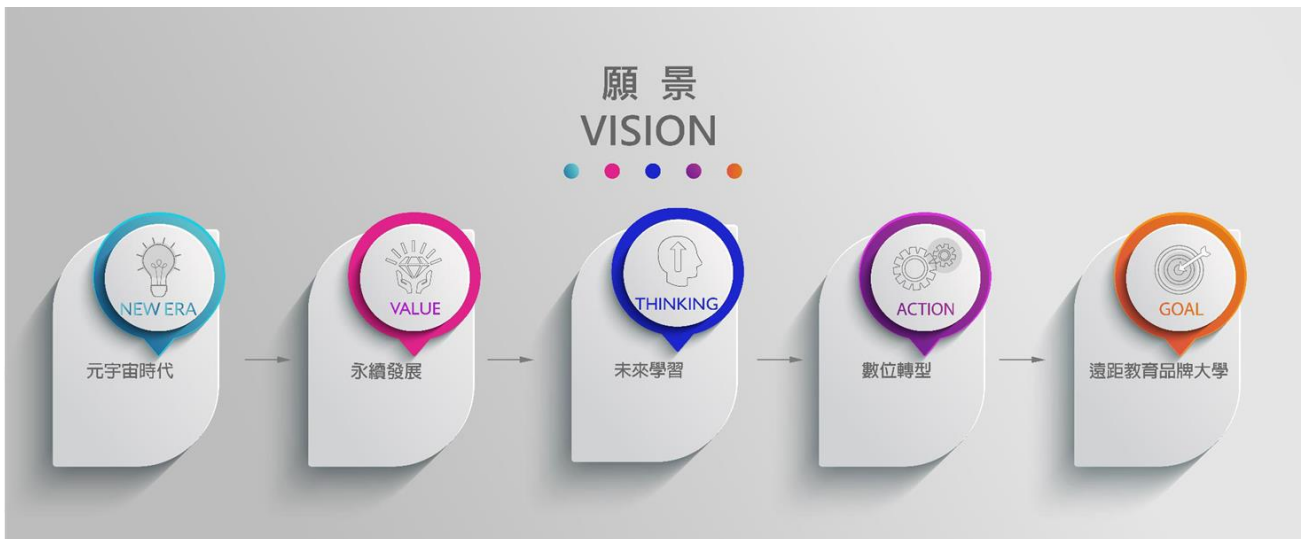 願景
VISION
NEW ERA
元宇宙時代
VALUE
永續發展
THINKING
未來學習
ACTION
數位轉型
GOAL
遠距教育品牌大學